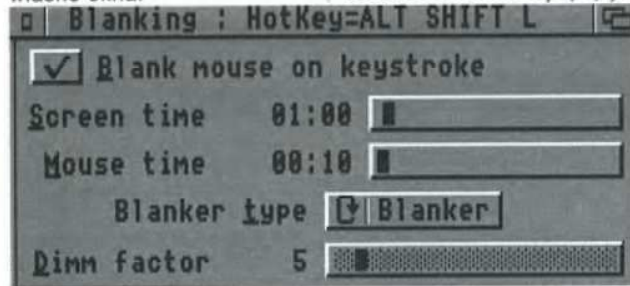 Blanking : HotKey=ALT SHIFT L
Blank mouse on keystroke
Screen time 01:00
Mouse time 00:10
Blanker type Blanker
Dimm factor 5